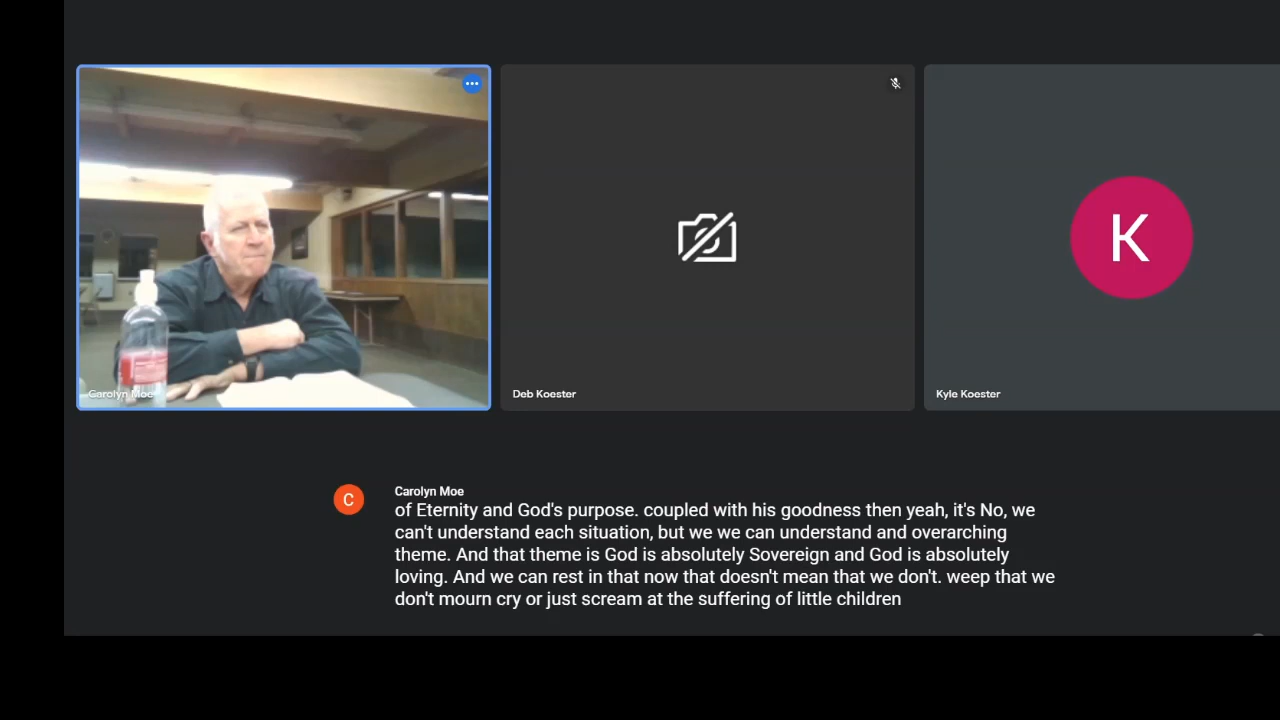 Carolyn Moe
Deb Koester
K
Kyle Koester
C
Carolyn Moe
of Eternity and God's purpose. coupled with his goodness then yeah, it's No, we
can't understand each situation, but we we can understand and overarching
theme. And that theme is God is absolutely Sovereign and God is absolutely
loving. And we can rest in that now that doesn't mean that we don't. weep that we
don't mourn cry or just scream at the suffering of little children